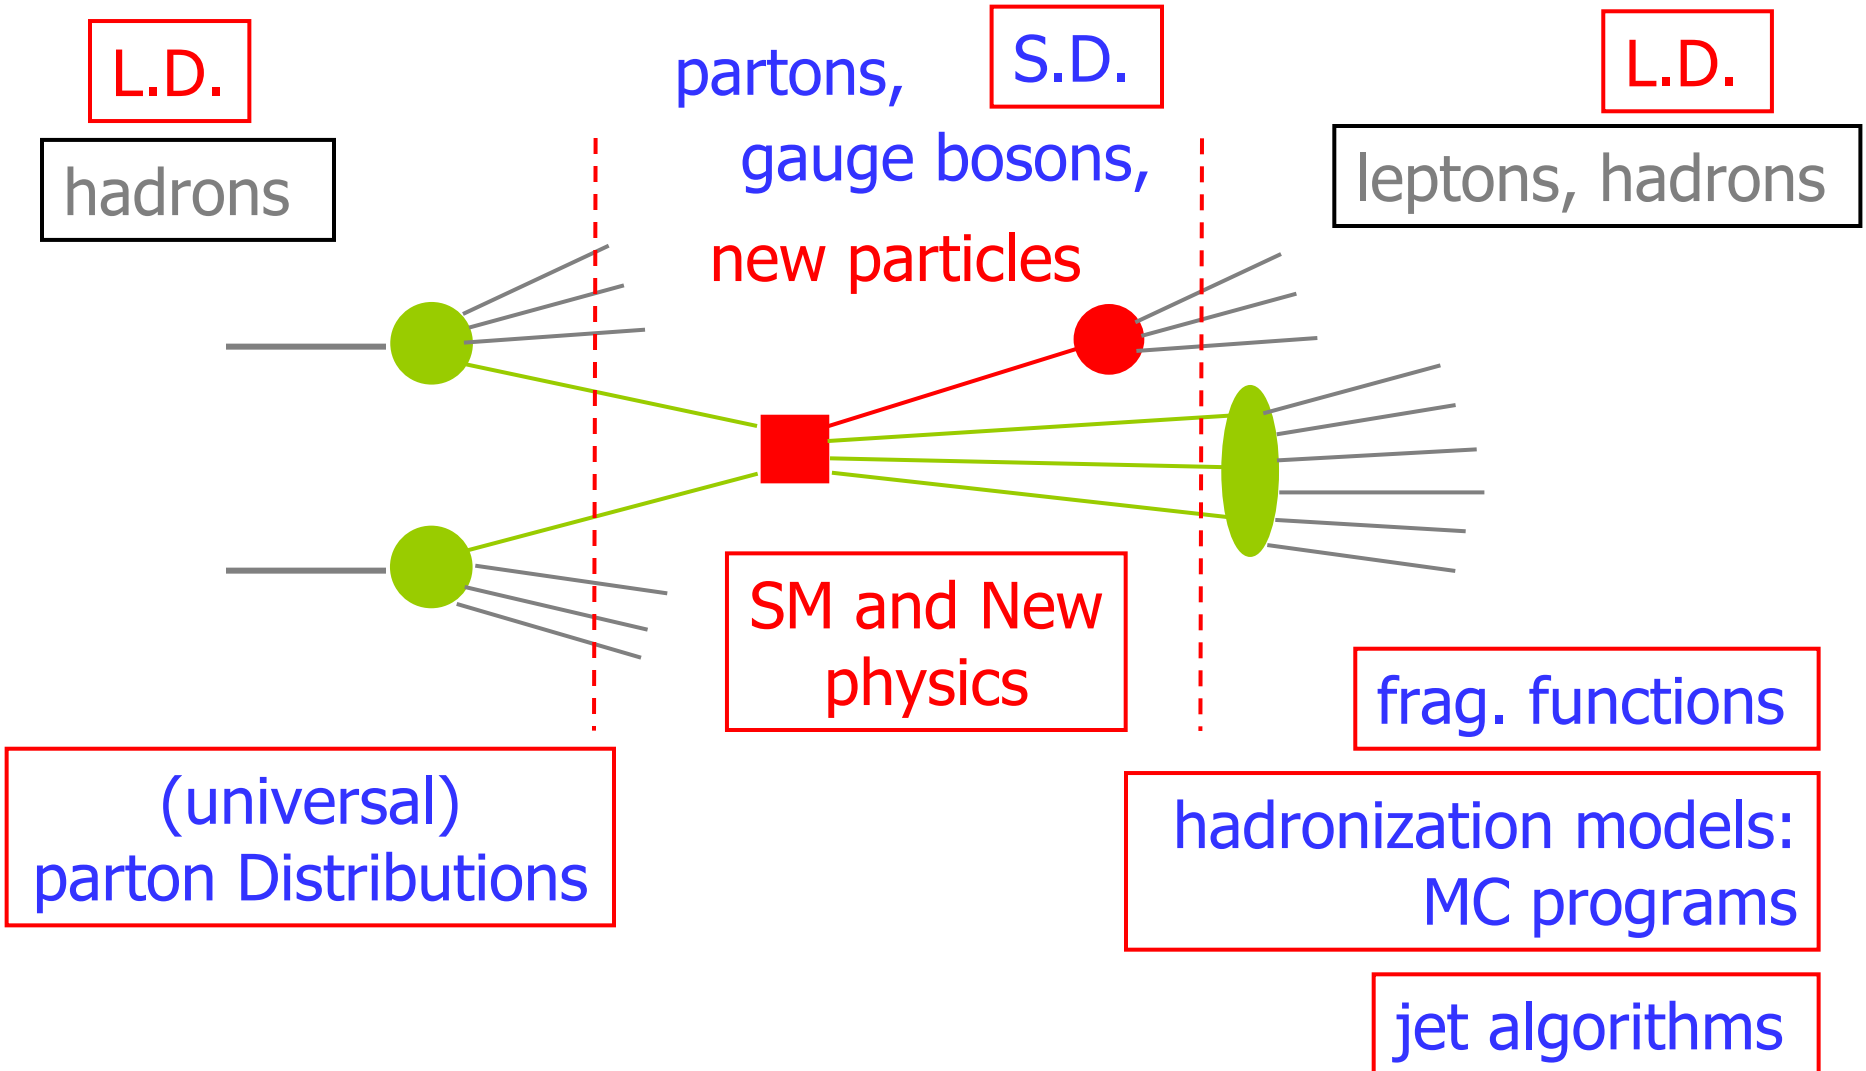 L.D.
hadrons
partons,
S.D.
gauge bosons,
new particles
L.D.
leptons, hadrons
SM and New
physics
(universal)
parton Distributions
frag. functions
hadronization models:
MC programs
jet algorithms